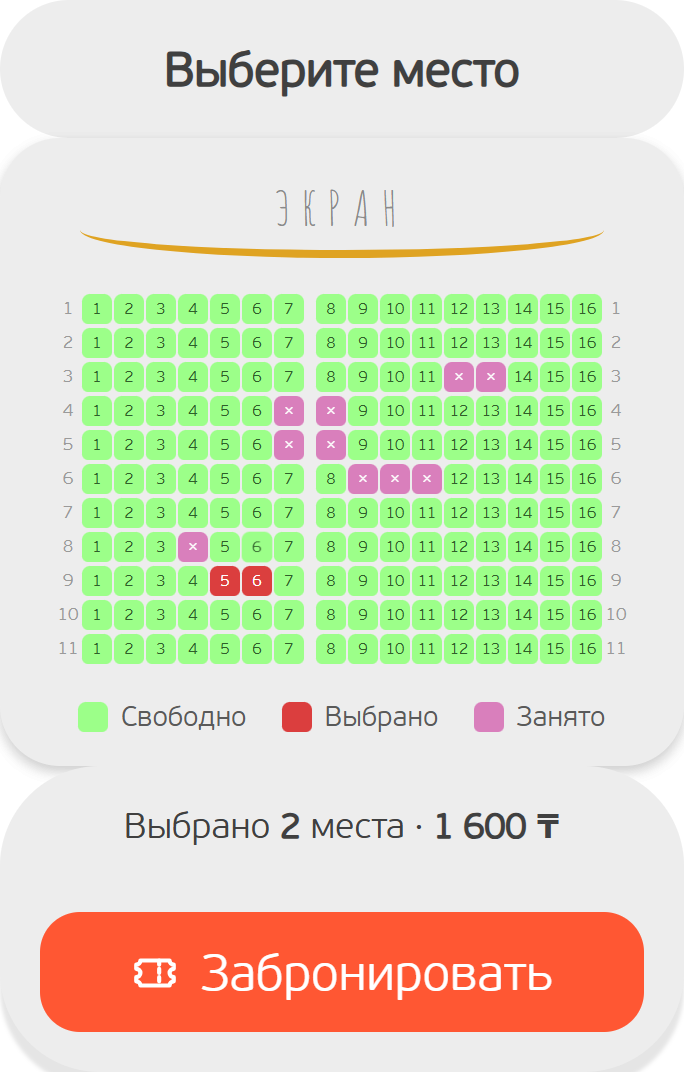 Выберите место
ЭКРАН
1 1 2 3 4 5 6 7 8 9 10 11 12 13 14 15 16 1
2 1 2 3 4 5 6 7 8 9 10 11 12 13 14 15 16 2
3 1 2 3 4 5 6 7 8 9 10 11 × × 14 15 16 3
4 1 2 3 4 5 6 × × 9 10 11 12 13 14 15 16 4
5 1 2 3 4 5 6 × × 9 10 11 12 13 14 15 16 5
6 1 2 3 4 5 6 7 8 × × × 12 13 14 15 16 6
7 1 2 3 4 5 6 7 8 9 10 11 12 13 14 15 16 7
8 1 2 3 × 5 6 7 8 9 10 11 12 13 14 15 16 8
9 1 2 3 4 5 6 7 8 9 10 11 12 13 14 15 16 9
10 1 2 3 4 5 6 7 8 9 10 11 12 13 14 15 16 10
11 1 2 3 4 5 6 7 8 9 10 11 12 13 14 15 16 11
Свободно Выбрано Занято
Выбрано 2 места · 1 600 ₸
Забронировать